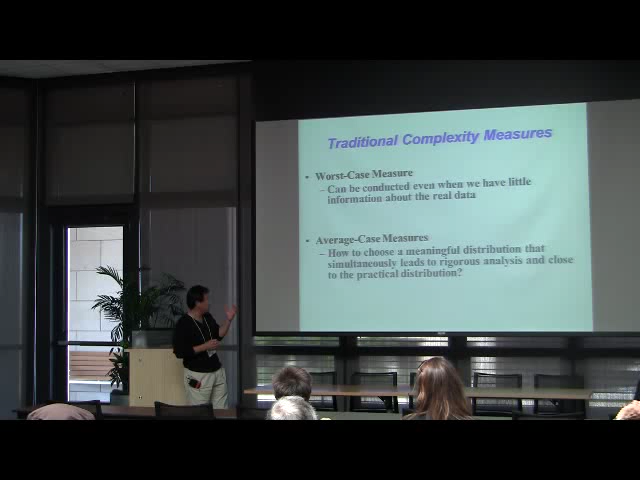 Traditional Complexity Measures
• Worst-Case Measure
– Can be conducted even when we have little
information about the real data
• Average-Case Measures
– How to choose a meaningful distribution that
simultaneously leads to rigorous analysis and close
to the practical distribution?